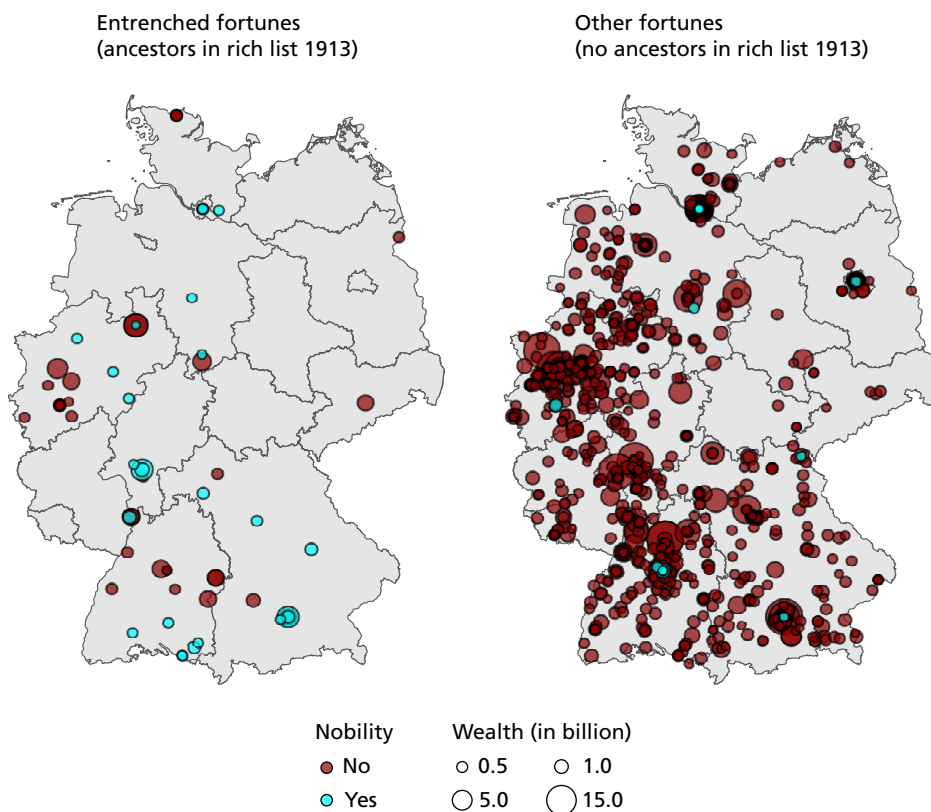 Entrenched fortunes
(ancestors in rich list 1913)
Other fortunes
(no ancestors in rich list 1913)
Nobility
No
Yes
Wealth (in billion)
0.5
1.0
5.0
15.0